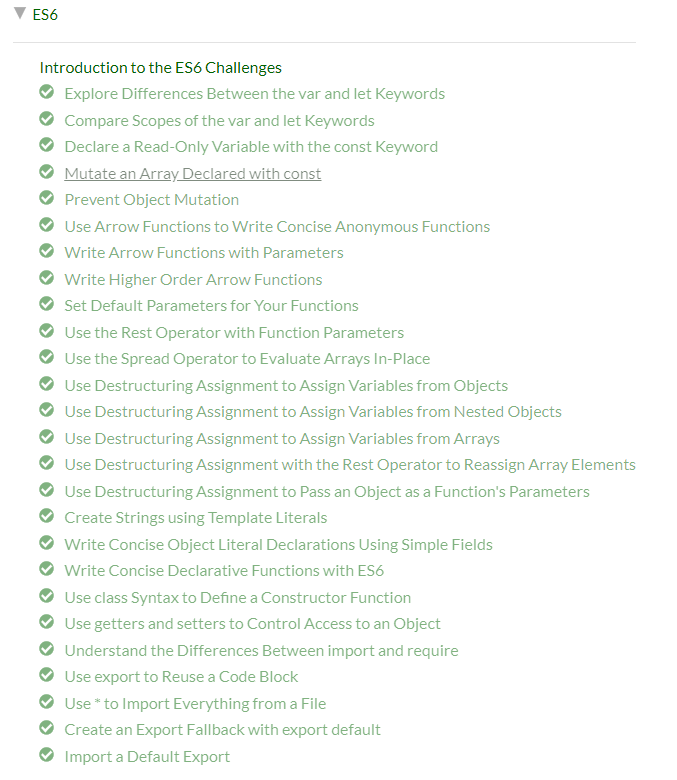 ES6
Introduction to the ES6 Challenges
Explore Differences Between the var and let Keywords
Compare Scopes of the var and let Keywords
Declare a Read-Only Variable with the const Keyword
Mutate an Array Declared with const
Prevent Object Mutation
Use Arrow Functions to Write Concise Anonymous Functions
Write Arrow Functions with Parameters
Write Higher Order Arrow Functions
Set Default Parameters for Your Functions
Use the Rest Operator with Function Parameters
Use the Spread Operator to Evaluate Arrays In-Place
Use Destructuring Assignment to Assign Variables from Objects
Use Destructuring Assignment to Assign Variables from Nested Objects
Use Destructuring Assignment to Assign Variables from Arrays
Use Destructuring Assignment with the Rest Operator to Reassign Array Elements
Use Destructuring Assignment to Pass an Object as a Function's Parameters
Create Strings using Template Literals
Write Concise Object Literal Declarations Using Simple Fields
Write Concise Declarative Functions with ES6
Use class Syntax to Define a Constructor Function
Use getters and setters to Control Access to an Object
Understand the Differences Between import and require
Use export to Reuse a Code Block
Use * to Import Everything from a File
Create an Export Fallback with export default
Import a Default Export